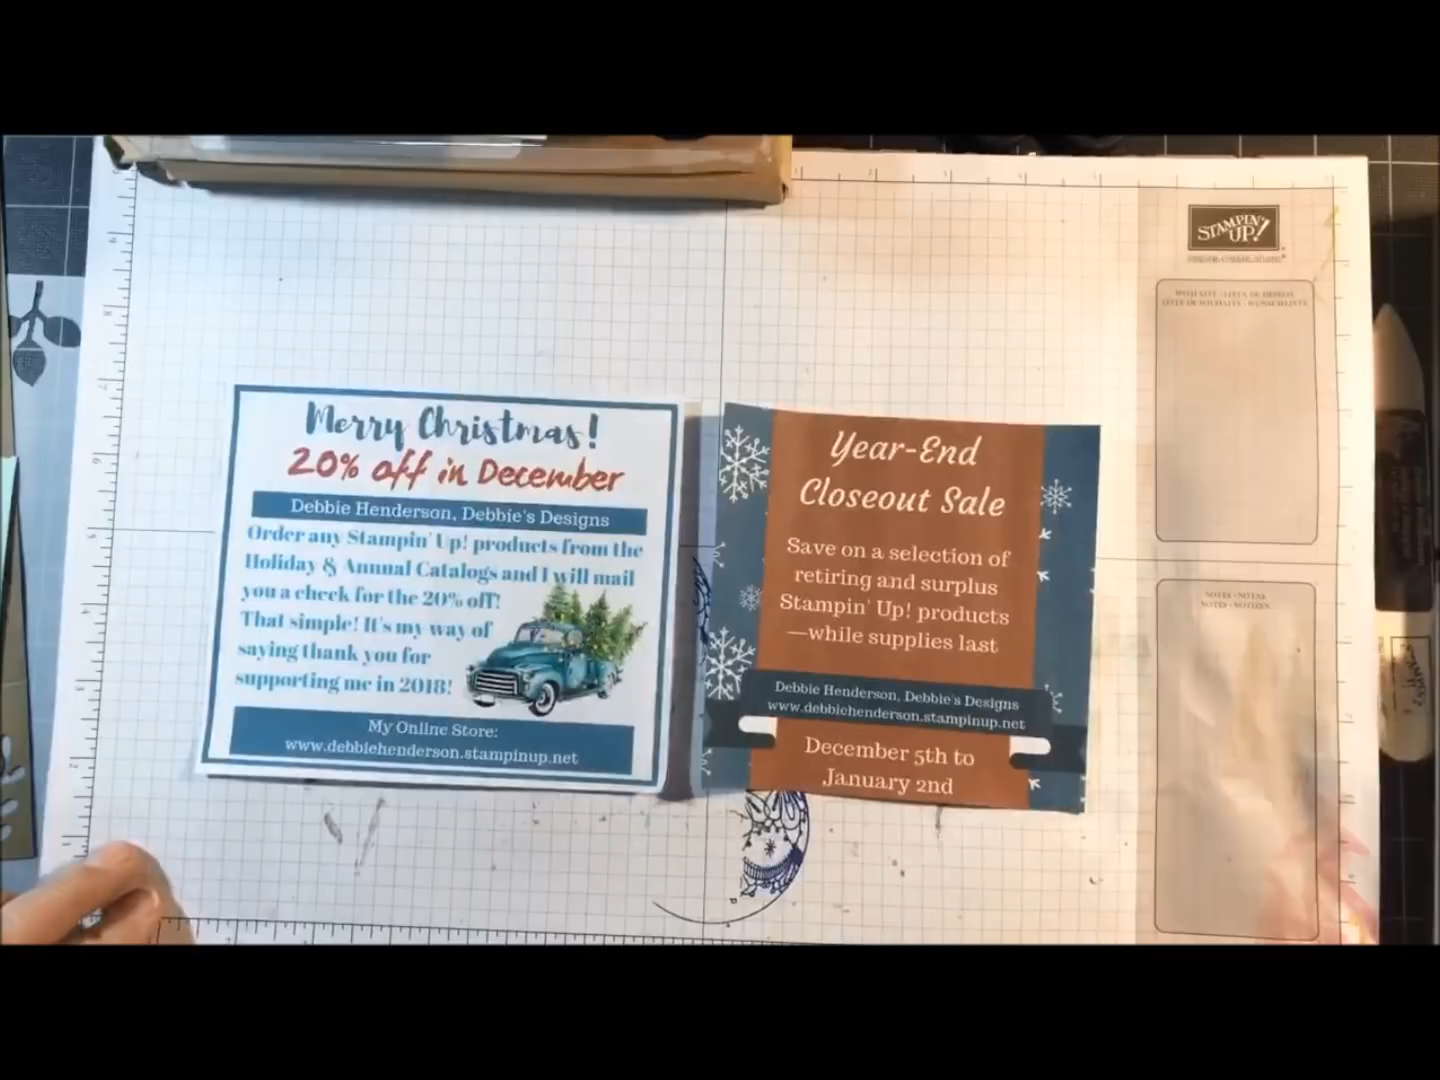 STAMPIN' UP!
Merry Christmas!
20% off in December
Debbie Henderson, Debbie's Designs
Order any Stampin' Up! products from the
Holiday & Annual Catalogs and I will mail
you a check for the 20% off!
That simple! It's my way of
saying thank you for
supporting me in 2018!
My Online Store:
www.debbiehenderson.stampinup.net
Year-End
Closeout Sale
Save on a selection of
retiring and surplus
Stampin' Up! products
—while supplies last
Debbie Henderson, Debbie's Designs
www.debbiehenderson.stampinup.net
December 5th to
January 2nd
NOTES • NOTAS
NOTES • NOTIZEN